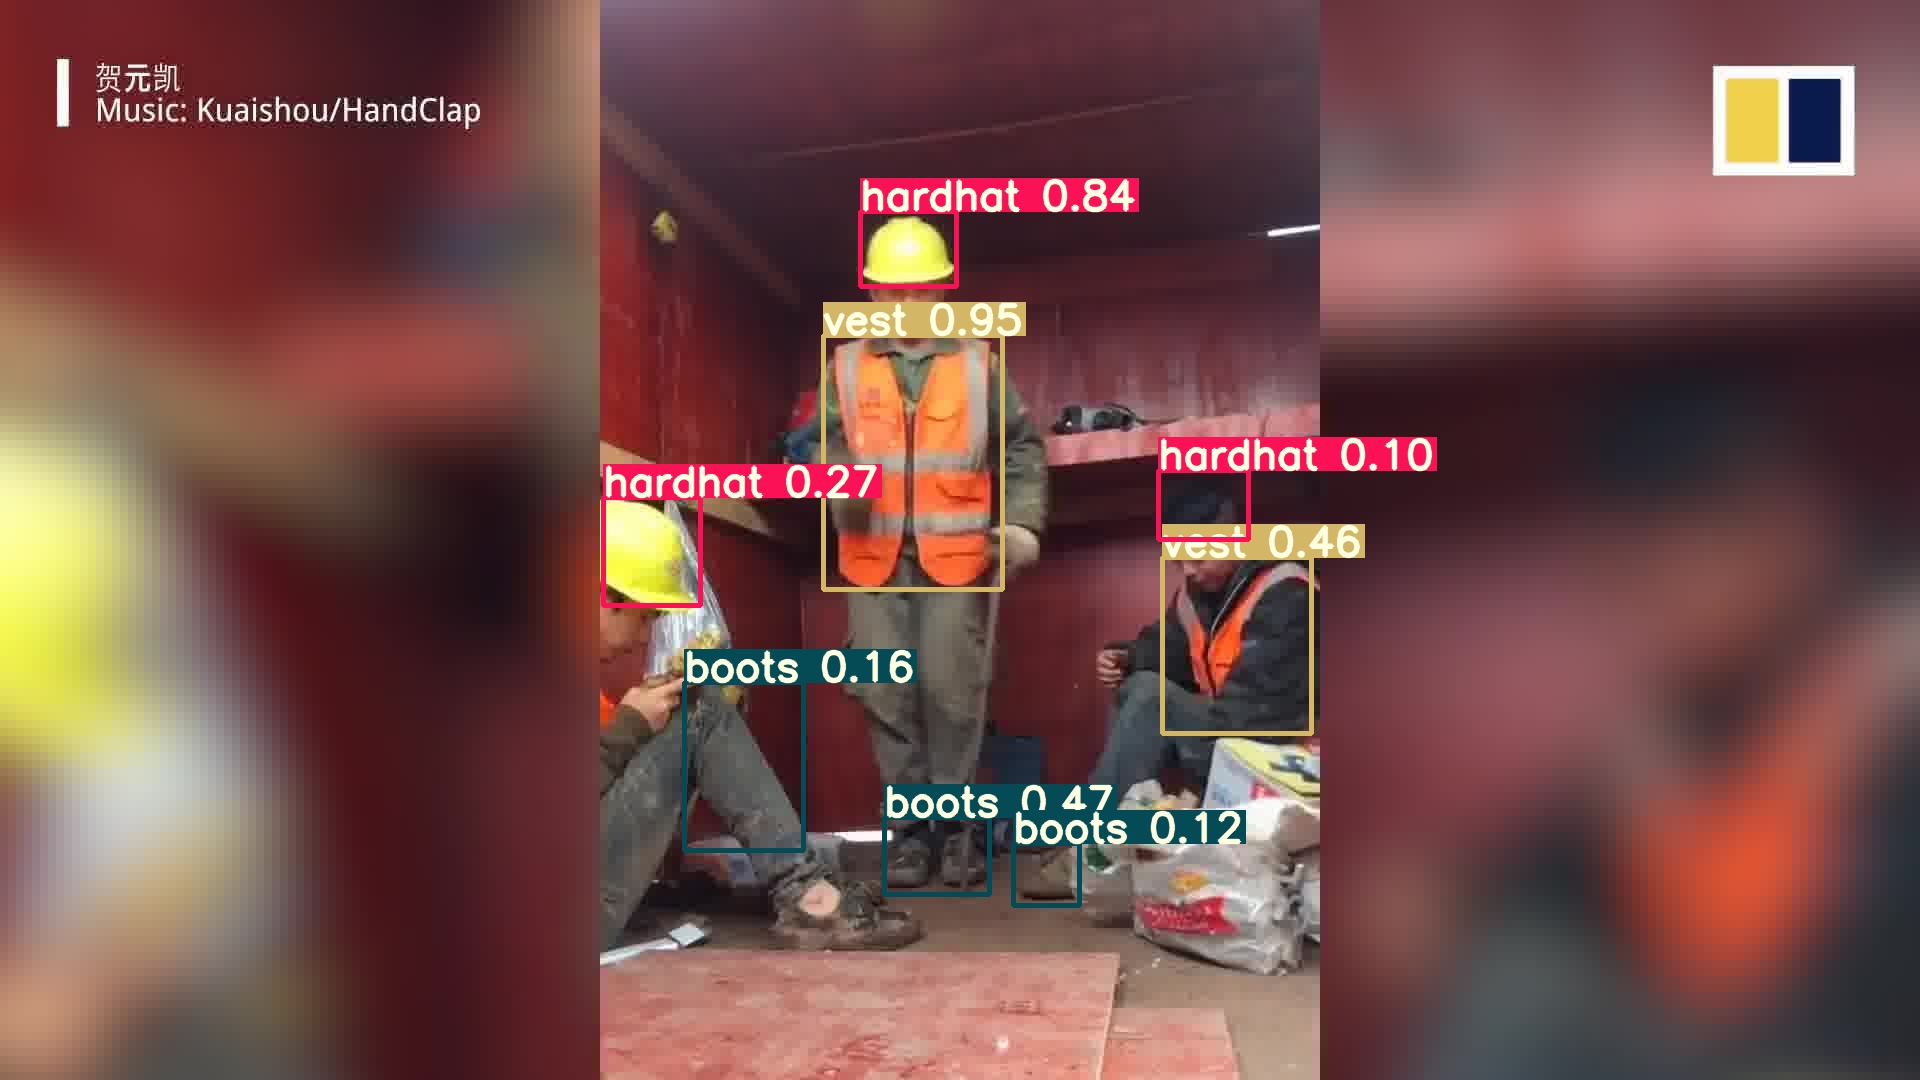 贺元凯
Music: Kuaishou/HandClap
hardhat 0.84
vest 0.95
hardhat 0.27
hardhat 0.10
vest 0.46
boots 0.16
boots 0.47
boots 0.12